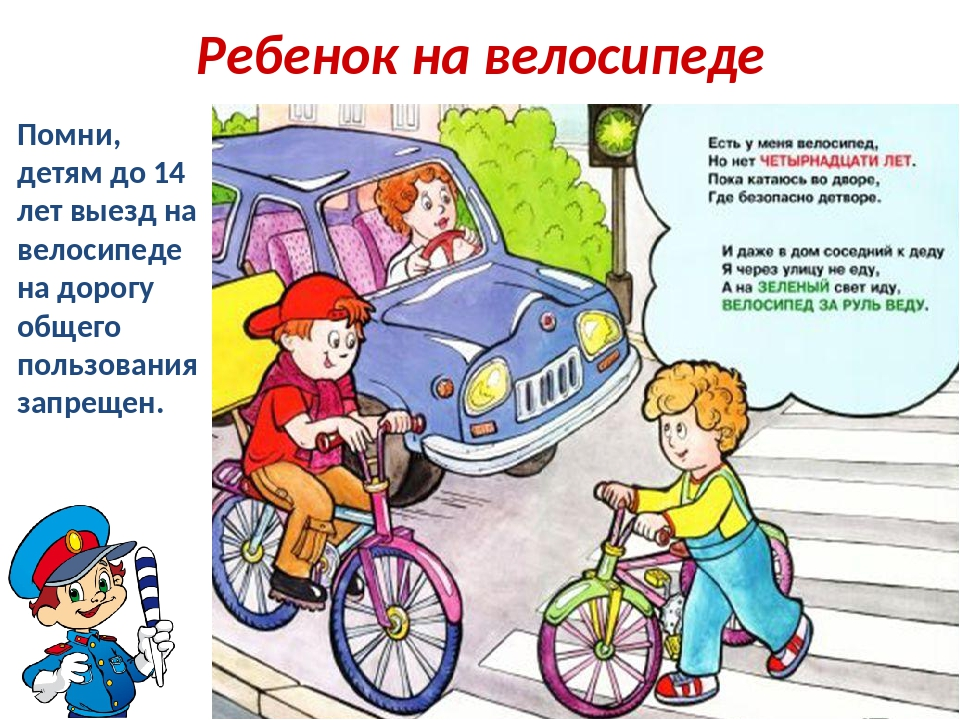 Ребенок на велосипеде
Помни,
детям до 14
лет выезд на
велосипеде
на дорогу
общего
пользования
запрещен.
Есть у меня велосипед,
Но нет ЧЕТЫРНАДЦАТИ ЛЕТ.
Пока катаюсь во дворе,
Где безопасно детворе.
И даже в дом соседний к деду
Я через улицу не еду,
А на ЗЕЛЕНЫЙ свет иду,
ВЕЛОСИПЕД ЗА РУЛЬ ВЕДУ.